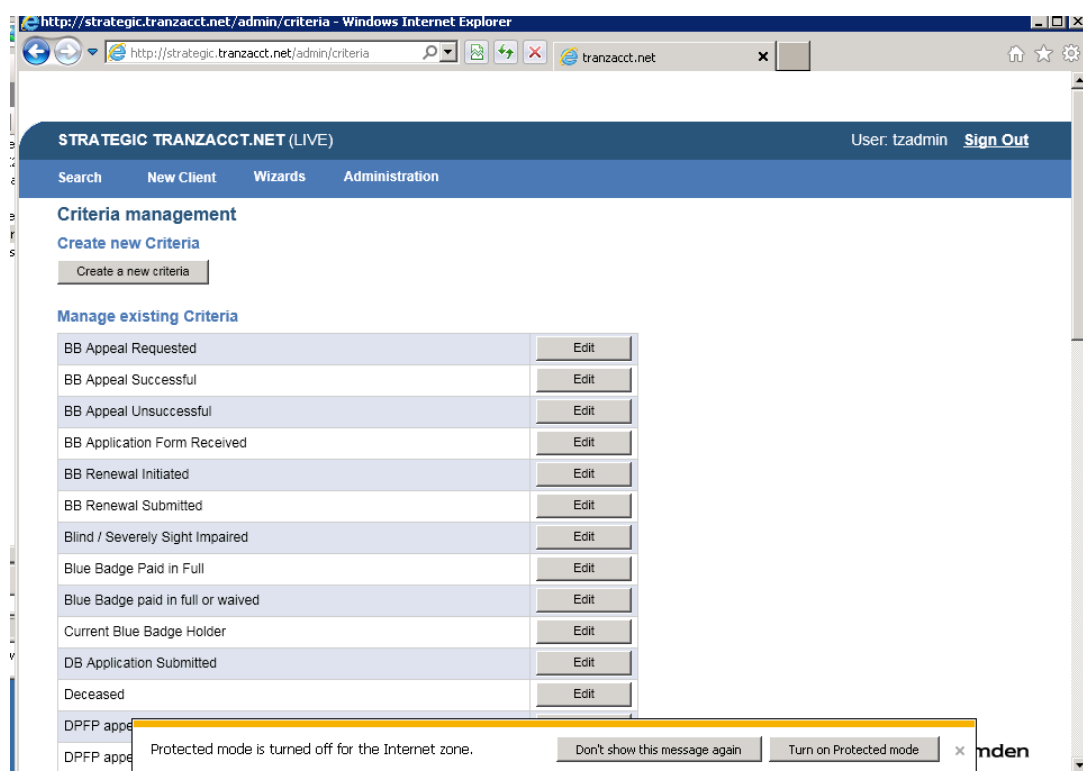 http://strategic.tranzacct.net/admin/criteria - Windows Internet Explorer
http://strategic.tranzacct.net/admin/criteria
tranzacct.net
STRATEGIC TRANZACCT.NET (LIVE)
User: tzadmin Sign Out
Search New Client Wizards Administration
Criteria management
Create new Criteria
Create a new criteria
Manage existing Criteria
BB Appeal Requested Edit
BB Appeal Successful Edit
BB Appeal Unsuccessful Edit
BB Application Form Received Edit
BB Renewal Initiated Edit
BB Renewal Submitted Edit
Blind / Severely Sight Impaired Edit
Blue Badge Paid in Full Edit
Blue Badge paid in full or waived Edit
Current Blue Badge Holder Edit
DB Application Submitted Edit
Deceased Edit
DPFP appe
DPFP appe
Protected mode is turned off for the Internet zone. Don't show this message again Turn on Protected mode
mden